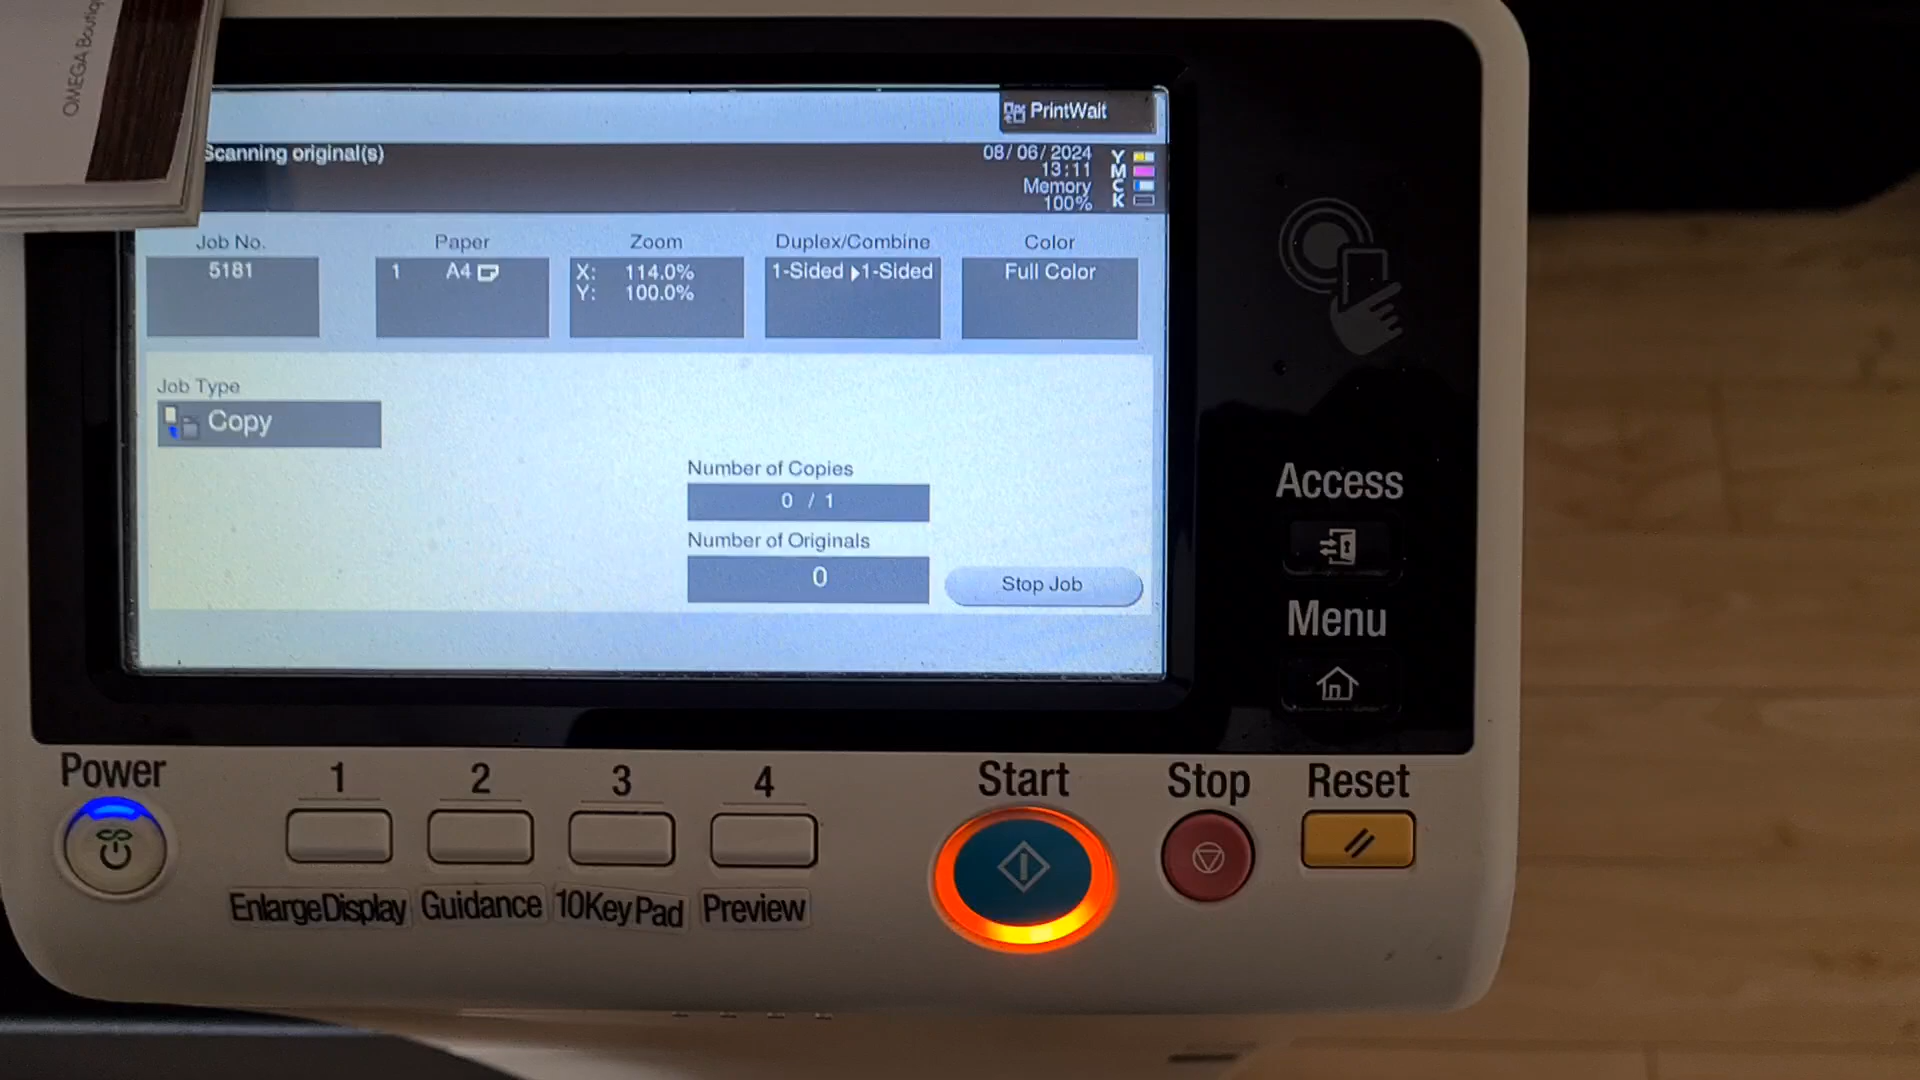 OMEGA Boutiq
PrintWait
Scanning original(s)
08/06/2024
13:11
Memory
100%
Y
M
C
K
Job No.
5181
Paper
1 A4
Zoom
X: 114.0%
Y: 100.0%
Duplex/Combine
1-Sided ▶1-Sided
Color
Full Color
Job Type
Copy
Number of Copies
0 / 1
Number of Originals
0
Stop Job
Access
Menu
Power
1
2
3
4
Start
Stop
Reset
EnlargeDisplay
Guidance
10KeyPad
Preview